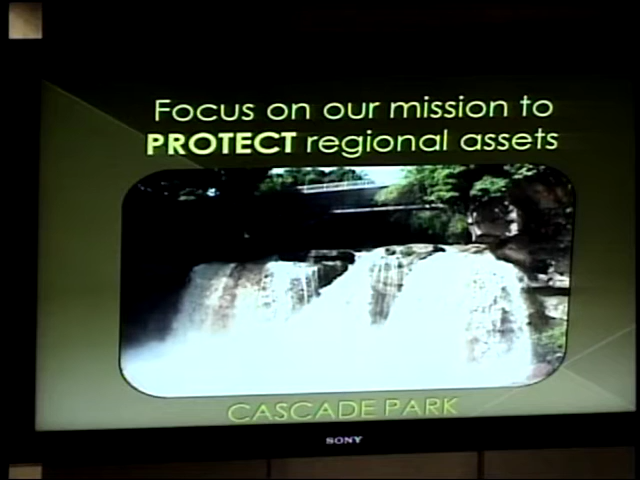 Focus on our mission to
PROTECT regional assets
CASCADE PARK
SONY